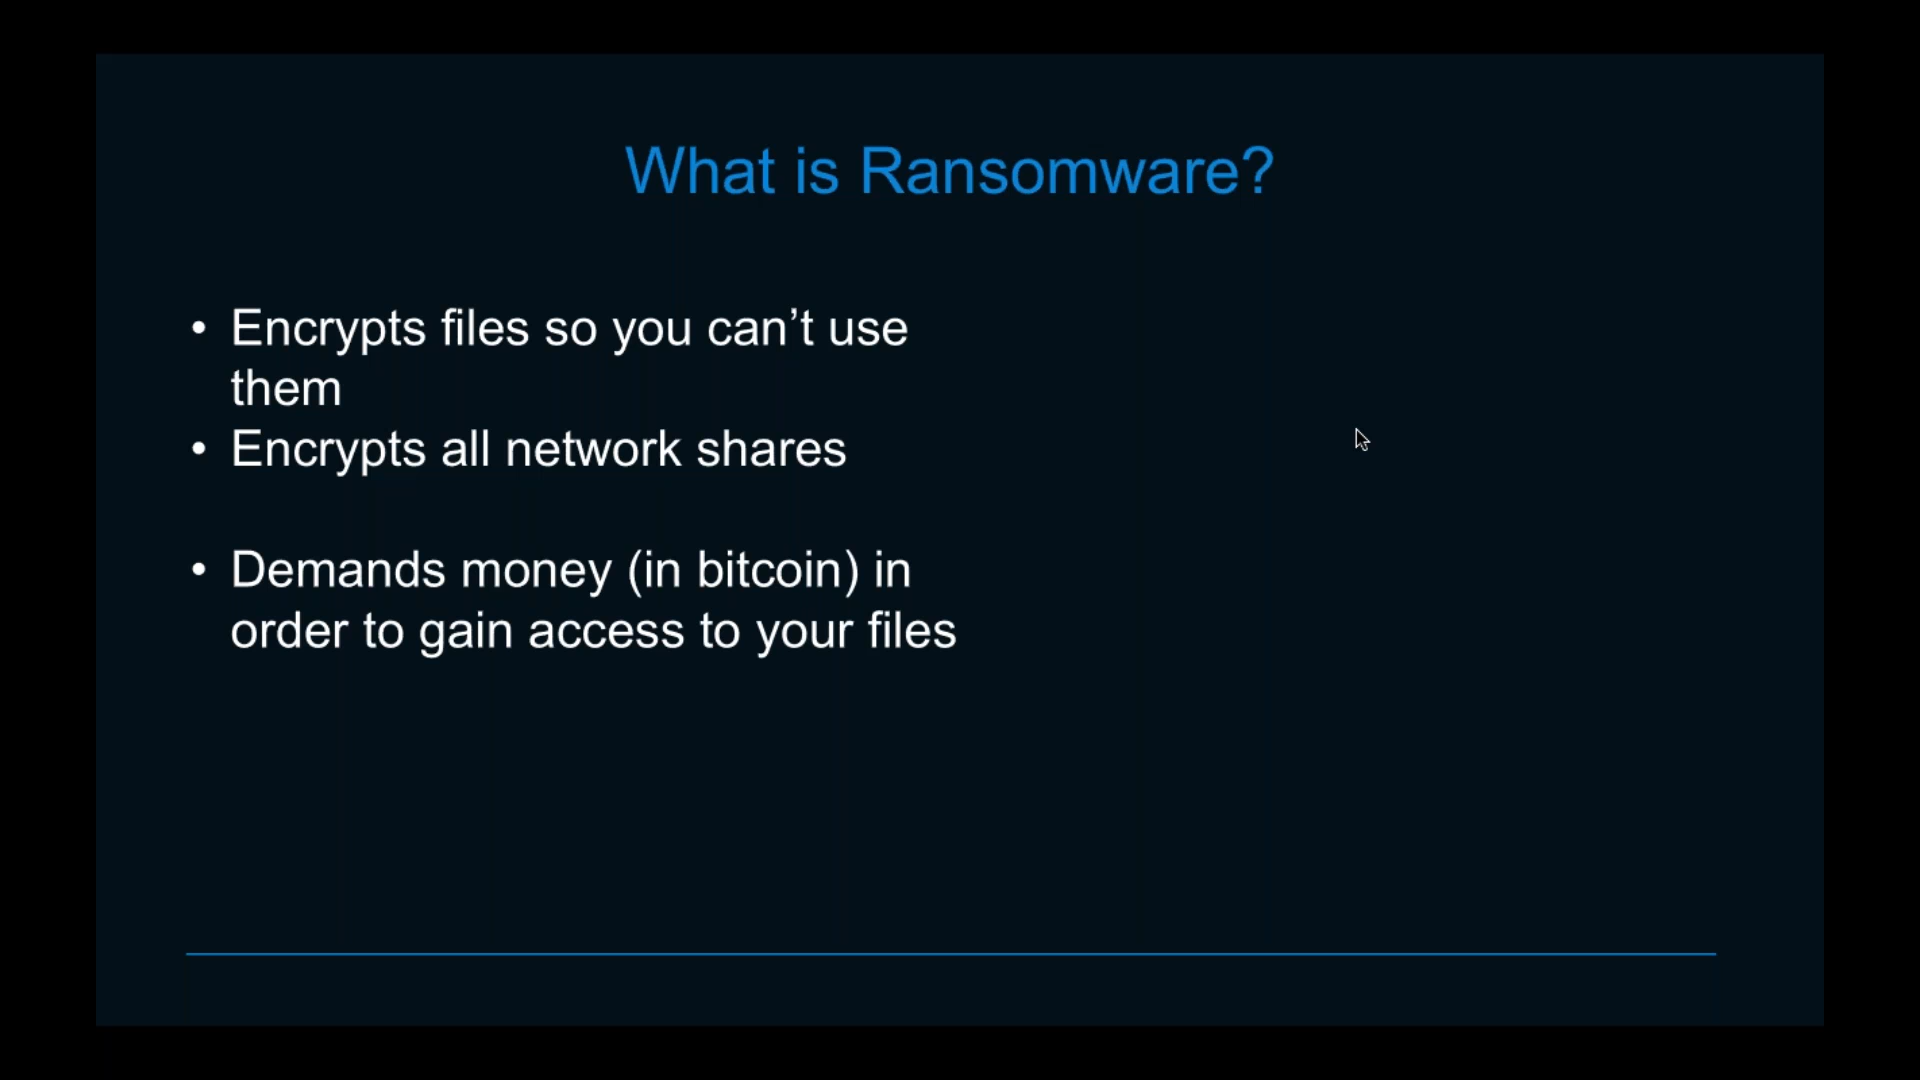 What is Ransomware?
• Encrypts files so you can’t use
them
• Encrypts all network shares
• Demands money (in bitcoin) in
order to gain access to your files